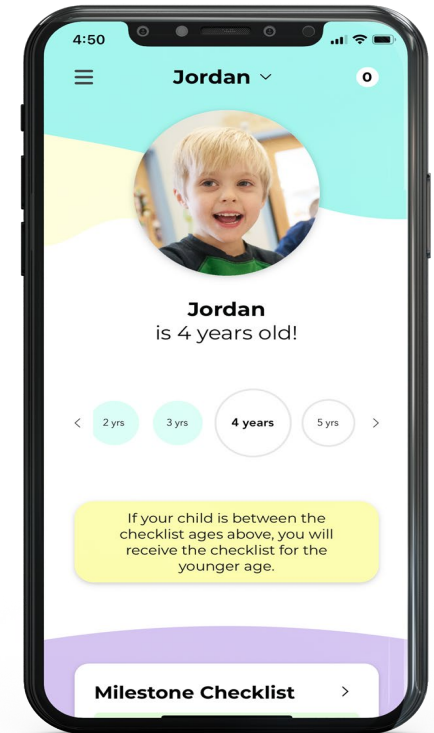 4:50
Jordan
0
Jordan
is 4 years old!
2 yrs 3 yrs 4 years 5 yrs
If your child is between the
checklist ages above, you will
receive the checklist for the
younger age.
Milestone Checklist